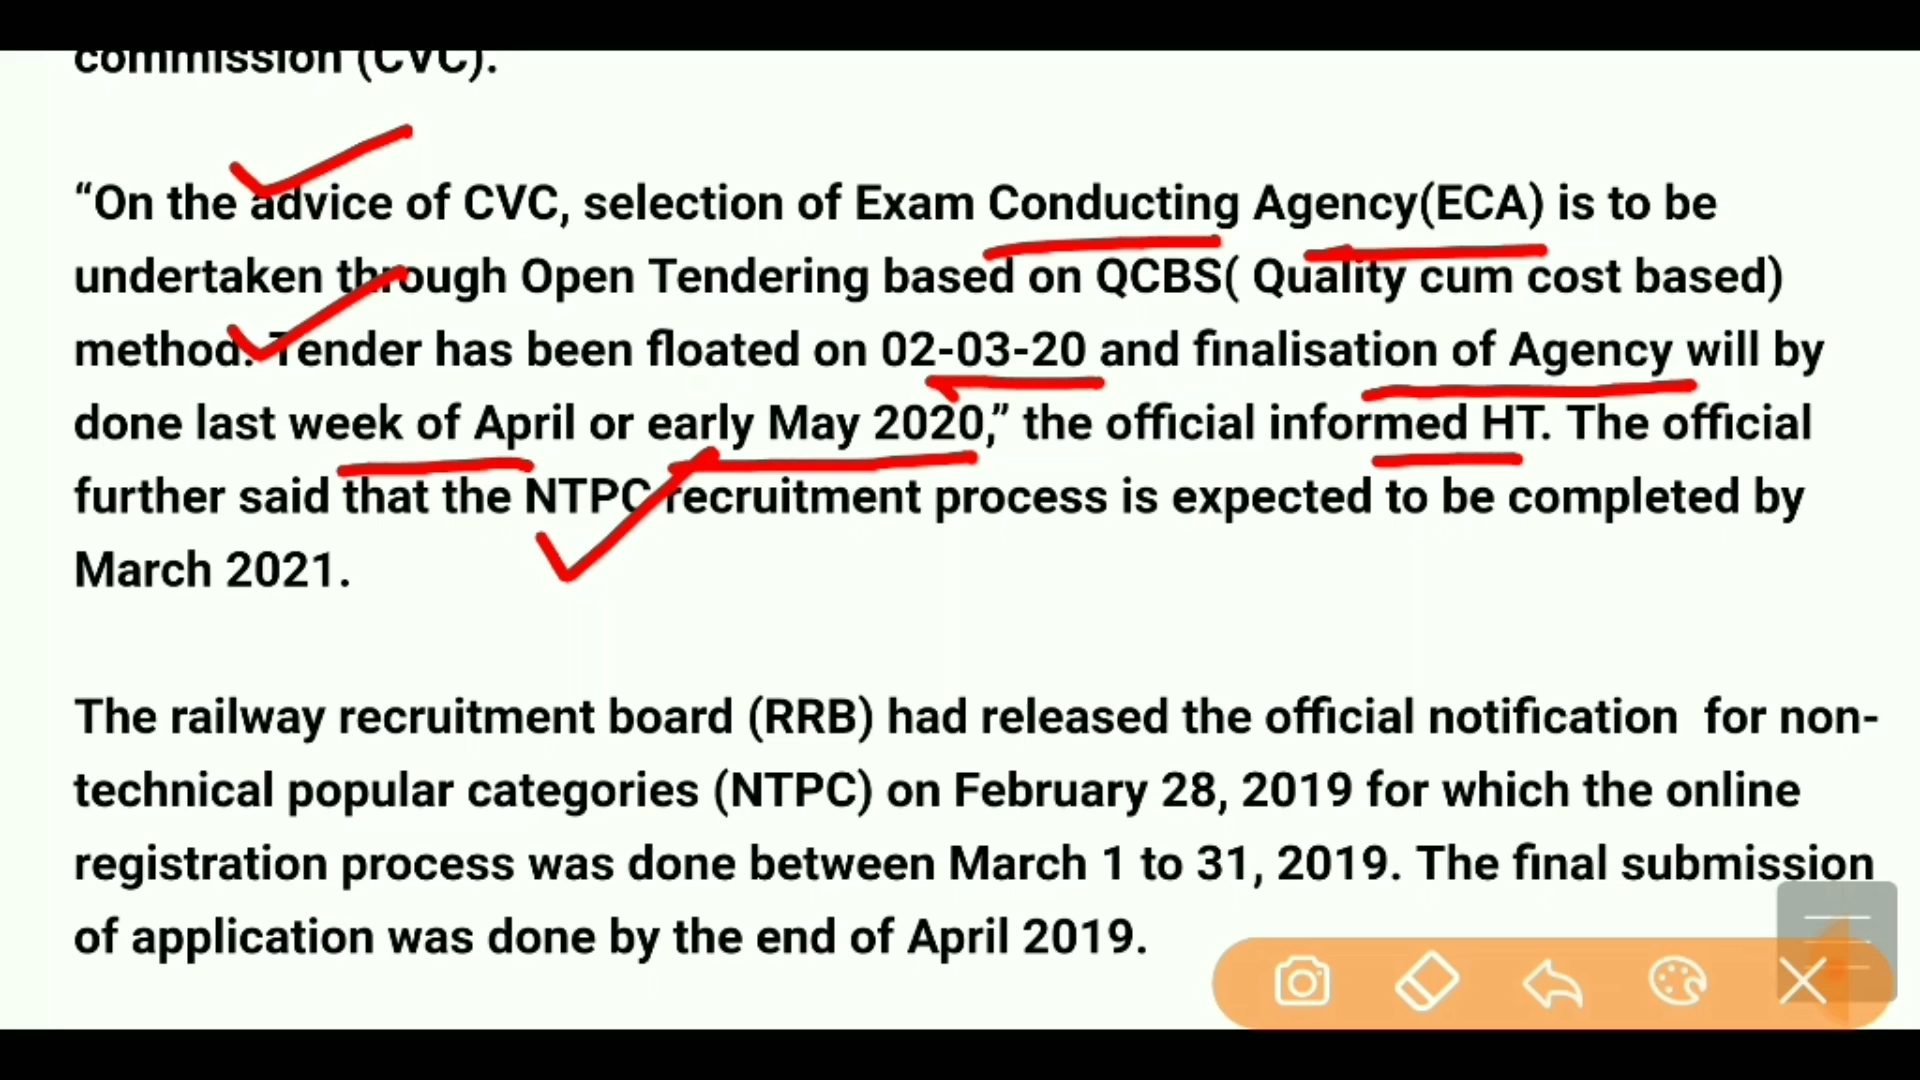 commission (CVC).
“On the advice of CVC, selection of Exam Conducting Agency(ECA) is to be
undertaken through Open Tendering based on QCBS( Quality cum cost based)
method. Tender has been floated on 02-03-20 and finalisation of Agency will by
done last week of April or early May 2020,” the official informed HT. The official
further said that the NTPC recruitment process is expected to be completed by
March 2021.
The railway recruitment board (RRB) had released the official notification  for non-
technical popular categories (NTPC) on February 28, 2019 for which the online
registration process was done between March 1 to 31, 2019. The final submission
of application was done by the end of April 2019.